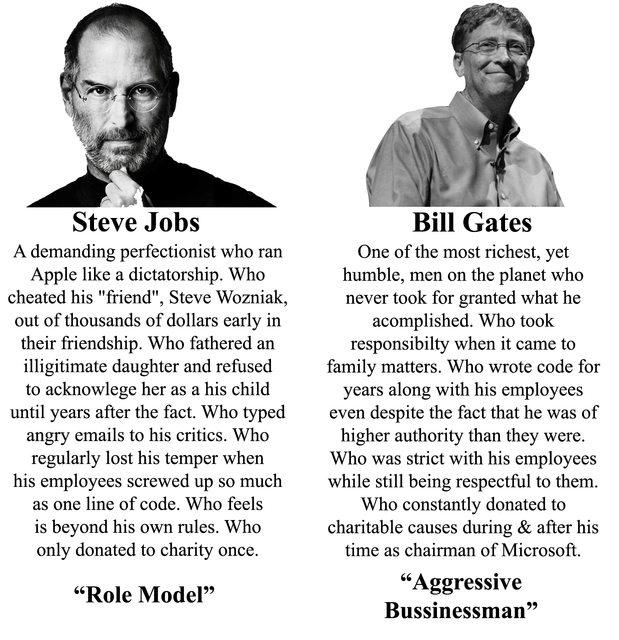 Steve Jobs
A demanding perfectionist who ran
Apple like a dictatorship. Who
cheated his "friend", Steve Wozniak,
out of thousands of dollars early in
their friendship. Who fathered an
illigitimate daughter and refused
to acknowlege her as a his child
until years after the fact. Who typed
angry emails to his critics. Who
regularly lost his temper when
his employees screwed up so much
as one line of code. Who feels
is beyond his own rules. Who
only donated to charity once.
“Role Model”
Bill Gates
One of the most richest, yet
humble, men on the planet who
never took for granted what he
acomplished. Who took
responsibilty when it came to
family matters. Who wrote code for
years along with his employees
even despite the fact that he was of
higher authority than they were.
Who was strict with his employees
while still being respectful to them.
Who constantly donated to
charitable causes during & after his
time as chairman of Microsoft.
“Aggressive
Bussinessman”